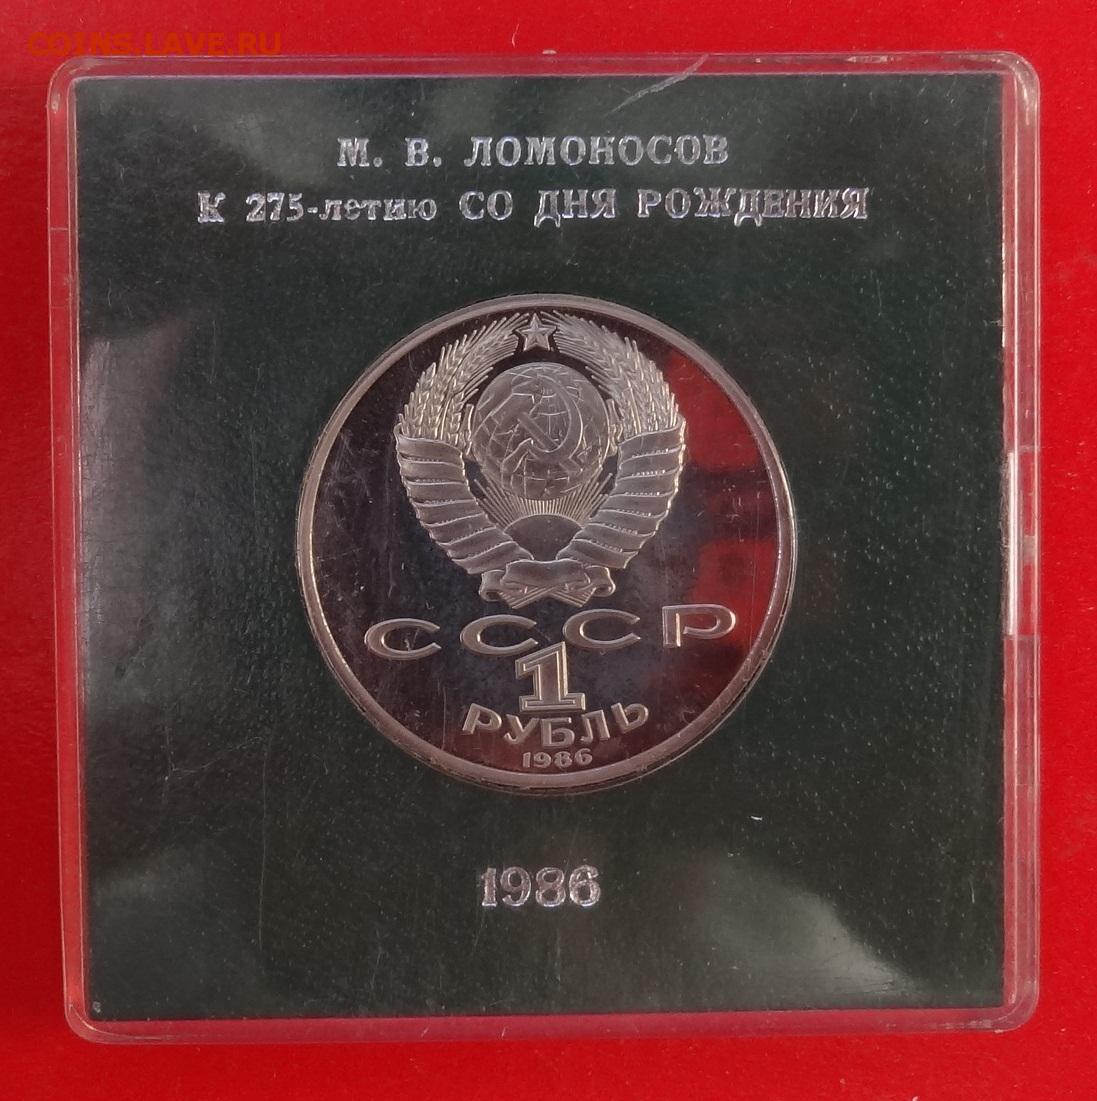 COINS.LAVE.RU
М. В. ЛОМОНОСОВ
К 275-летию СО ДНЯ РОЖДЕНИЯ
СССР
1
РУБЛЬ
1986
1986